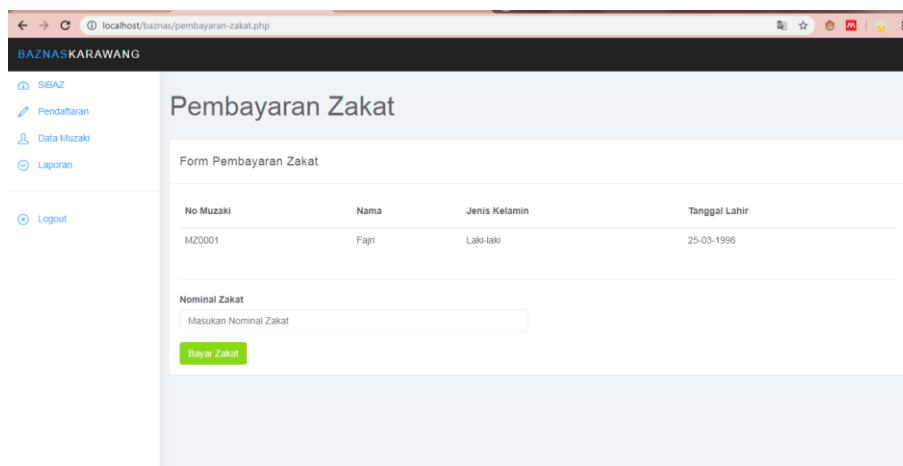 localhost/baznas/pembayaran-zakat.php
BAZNASKARAWANG
SIBAZ
Pendaftaran
Data Muzaki
Laporan
Logout
Pembayaran Zakat
Form Pembayaran Zakat
No Muzaki Nama Jenis Kelamin Tanggal Lahir
MZ0001 Fajri Laki-laki 25-03-1998
Nominal Zakat
Masukan Nominal Zakat
Bayar Zakat